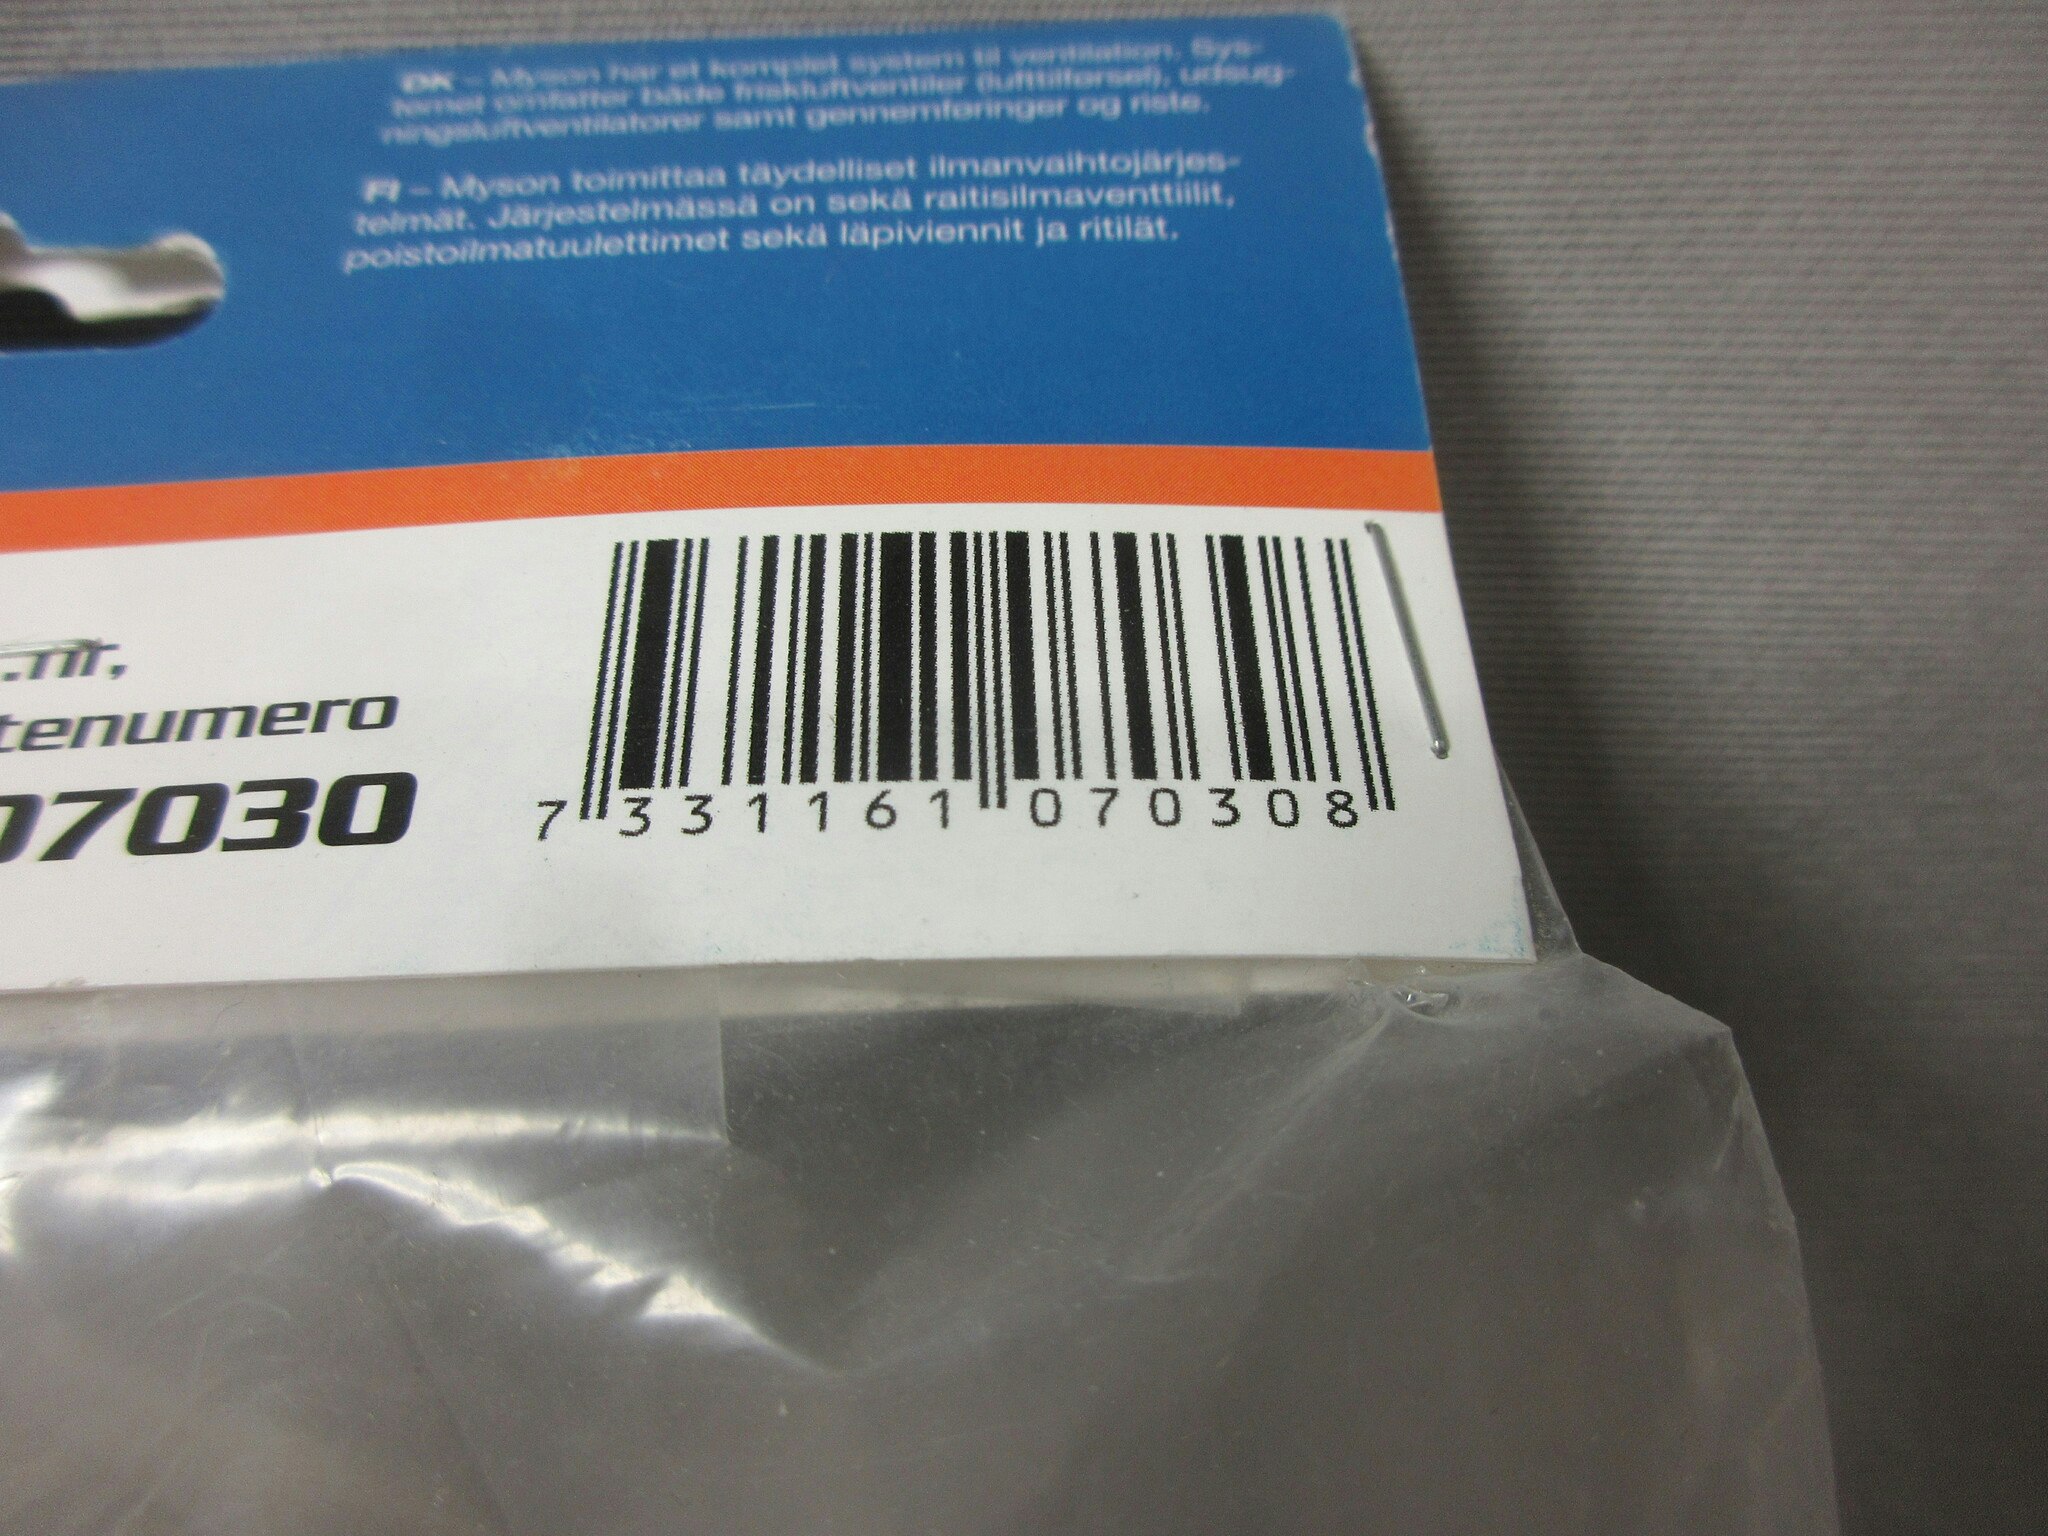 DK – Myson har et komplet system til ventilation. Sys-
temet omfatter både friskluftventiler (lufttilførsel), udsug-
ningsluftventilatorer samt gennemføringer og riste.
FI – Myson toimittaa täydelliset ilmanvaihtojärjes-
telmät. Järjestelmässä on sekä raitisilmaventtiilit,
poistoilmatuulettimet sekä läpiviennit ja ritilät.
.nr,
tenumero
07030
7 331161 070308